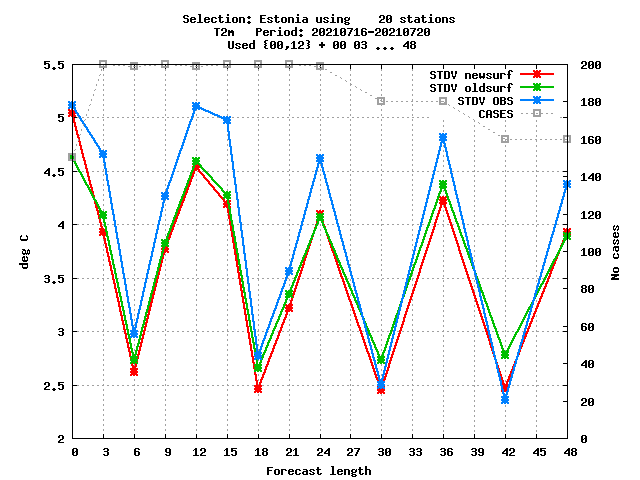 Selection: Estonia using    20 stations
T2m   Period: 20210716-20210720
Used {00,12} + 00 03 ... 48
5.5
5
4.5
4
3.5
3
2.5
2
deg C
STDV newsurf
STDV oldsurf
STDV OBS
CASES
200
180
160
140
120
100
80
60
40
20
0
No cases
0 3 6 9 12 15 18 21 24 27 30 33 36 39 42 45 48
Forecast length